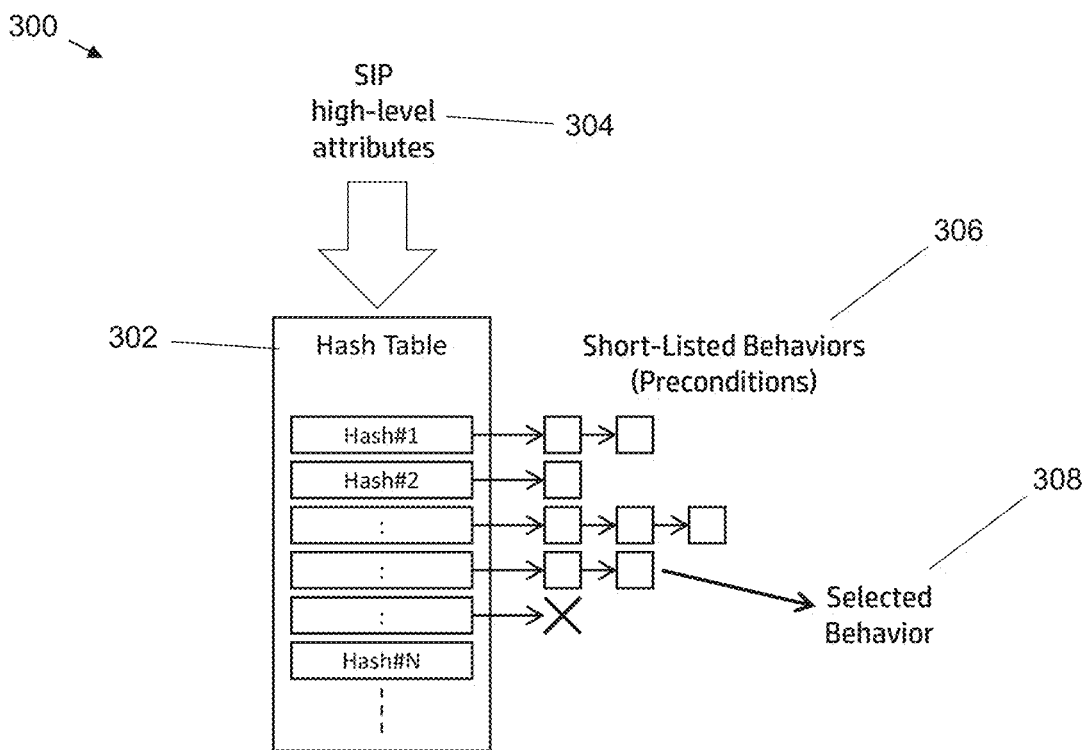 300
SIP
high-level
attributes
304
306
302
Hash Table
Short-Listed Behaviors
(Preconditions)
Hash#1
Hash#2
:
:
:
Hash#N
308
Selected
Behavior